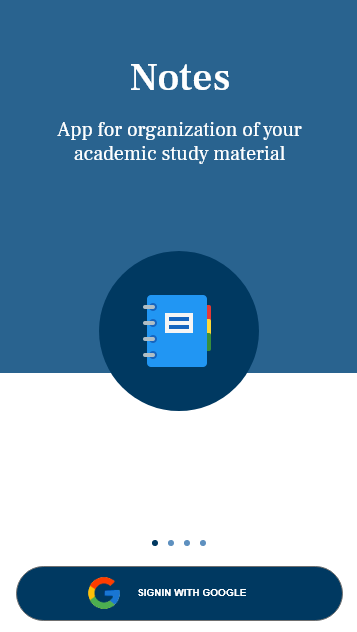 Notes
App for organization of your
academic study material
SIGNIN WITH GOOGLE